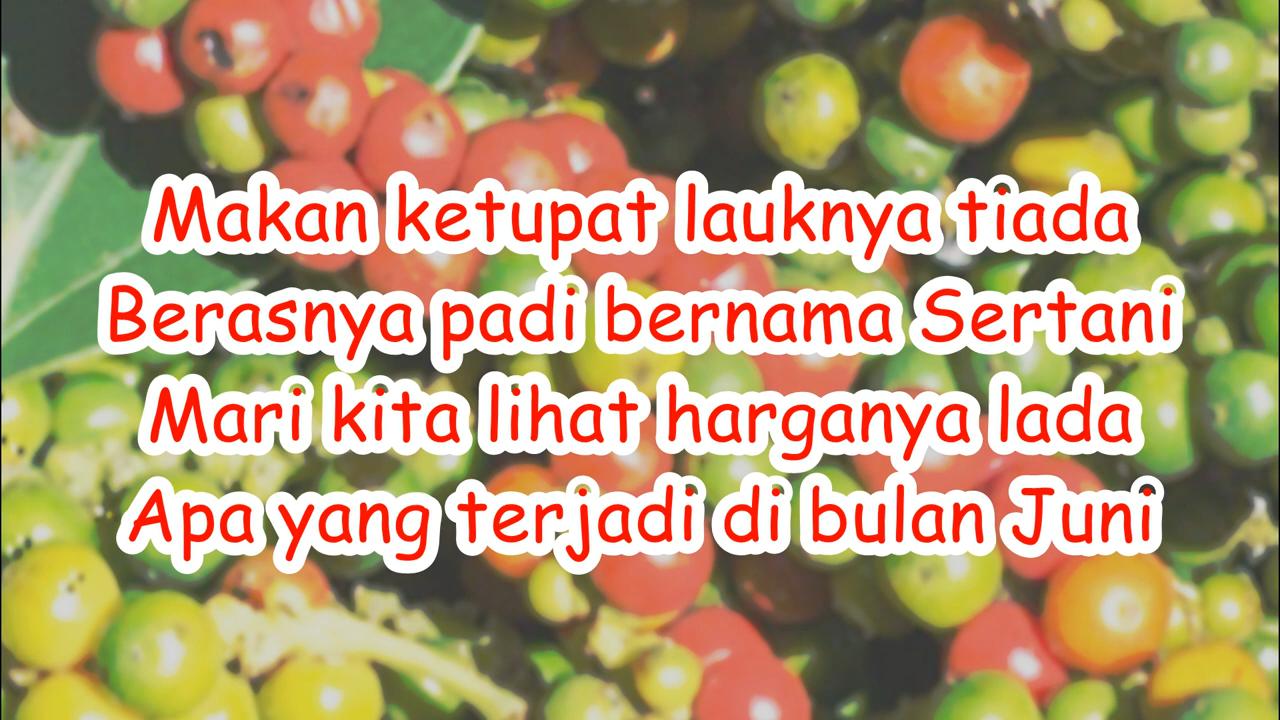 Makan ketupat lauknya tiada
Berasnya padi bernama Sertani
Mari kita lihat harganya lada
Apa yang terjadi di bulan Juni